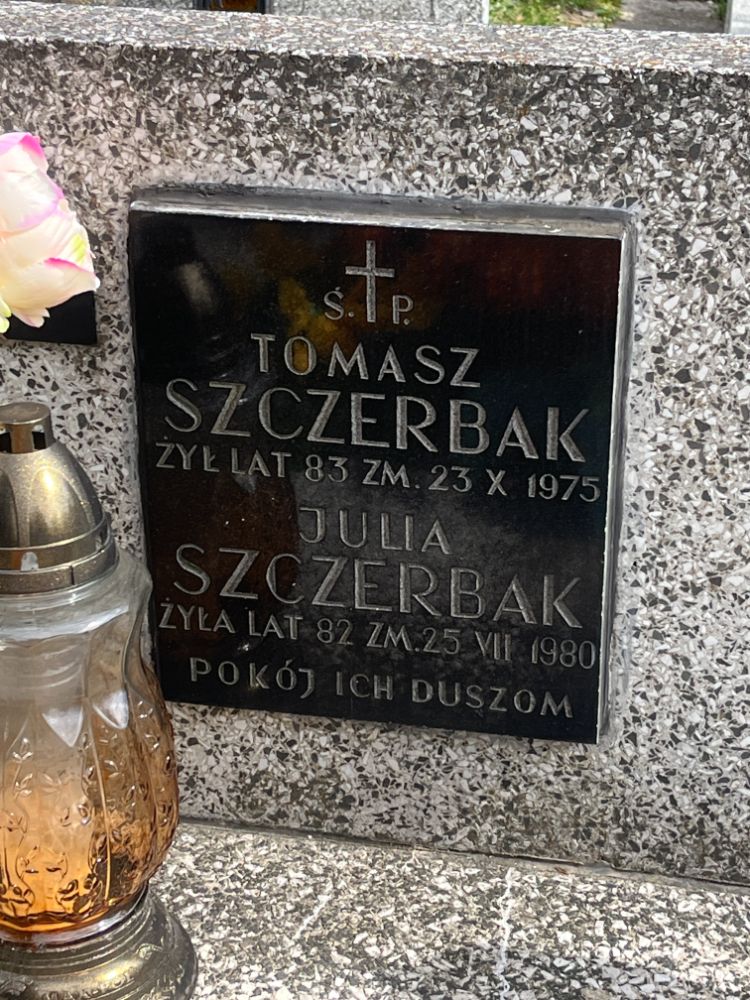 Ś. P.
TOMASZ
SZCZERBAK
ŻYŁ LAT 83 ZM. 23 X 1975
JULIA
SZCZERBAK
ŻYŁA LAT 82 ZM. 25 VII 1980
POKÓJ ICH DUSZOM